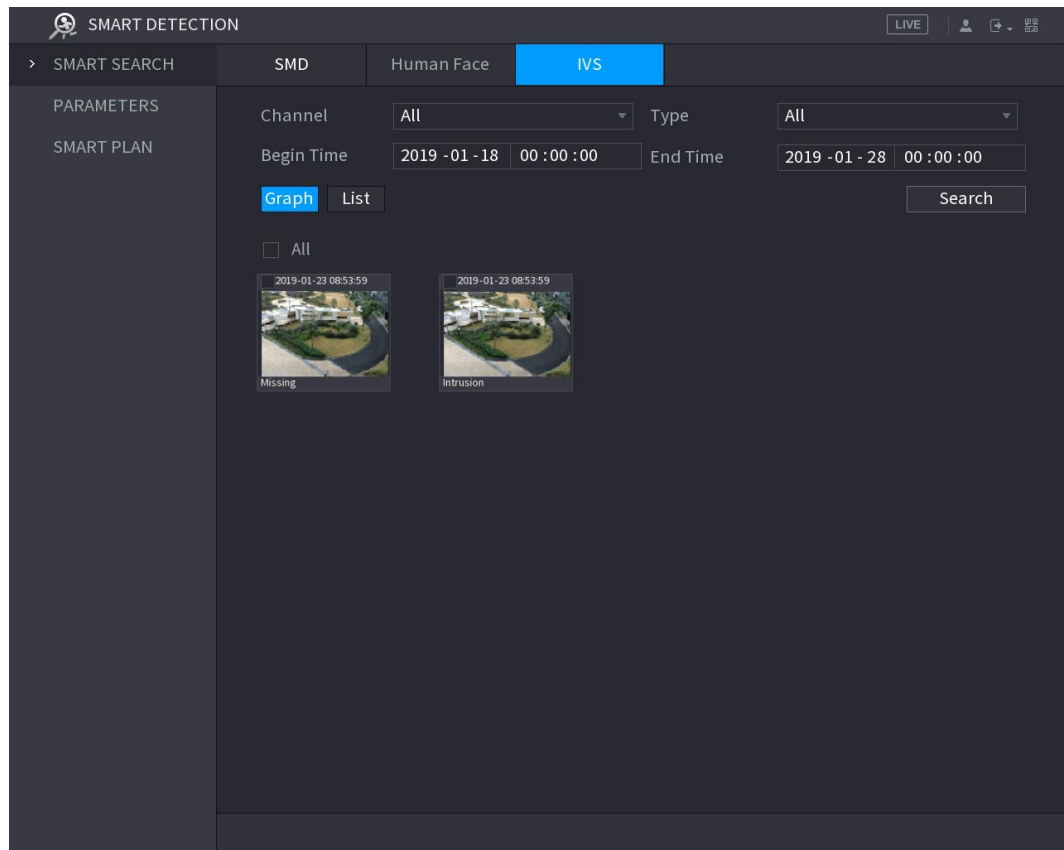 SMART DETECTION LIVE
SMART SEARCH SMD Human Face IVS
PARAMETERS Channel All Type All
SMART PLAN Begin Time 2019 -01 -18 00 :00 :00 End Time 2019 -01 - 28 00 :00 :00
Graph List Search
All
2019-01-23 08:53:59 2019-01-23 08:53:59
Missing Intrusion